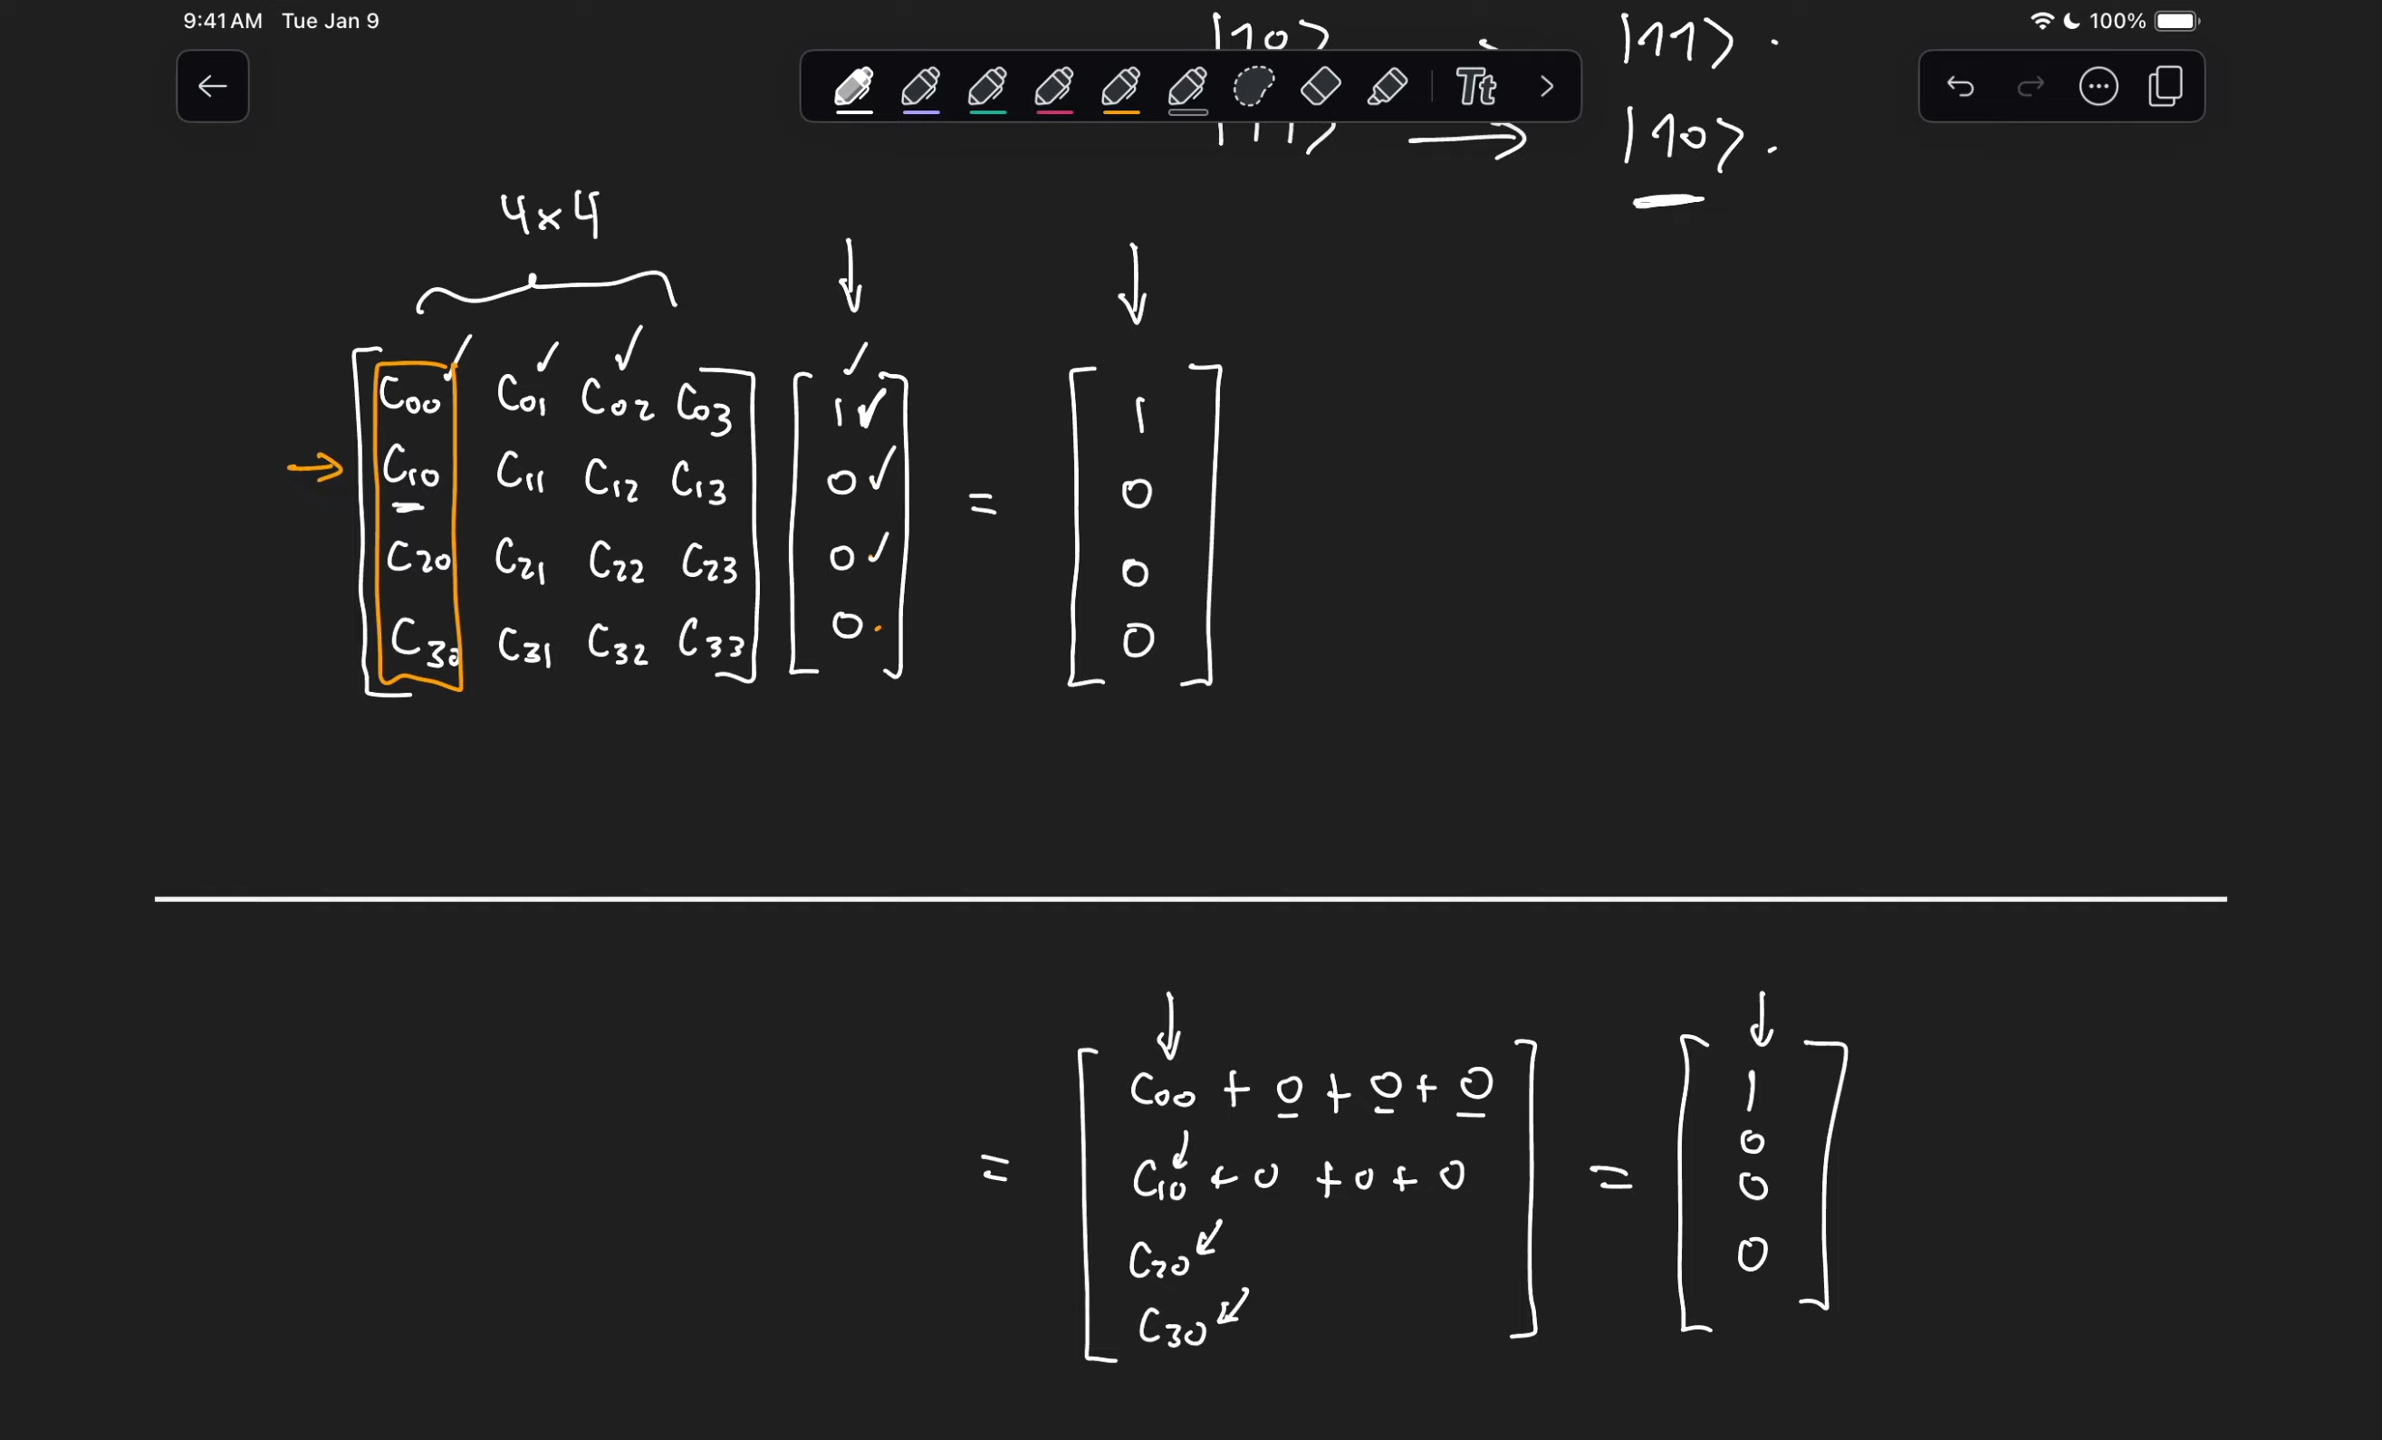 9:41 AM Tue Jan 9 100%
|10⟩ → |11⟩ .
Tt
|11⟩ → |10⟩ .
4x4
[ C00 C01 C02 C03 ] [ 1 ] [ 1 ]
[ C10 C11 C12 C13 ] [ 0 ] = [ 0 ]
[ C20 C21 C22 C23 ] [ 0 ] [ 0 ]
[ C30 C31 C32 C33 ] [ 0 ] [ 0 ]
[ C00 + 0 + 0 + 0 ] [ 1 ]
= [ C10 + 0 + 0 + 0 ] = [ 0 ]
[ C20 ] [ 0 ]
[ C30 ] [ 0 ]